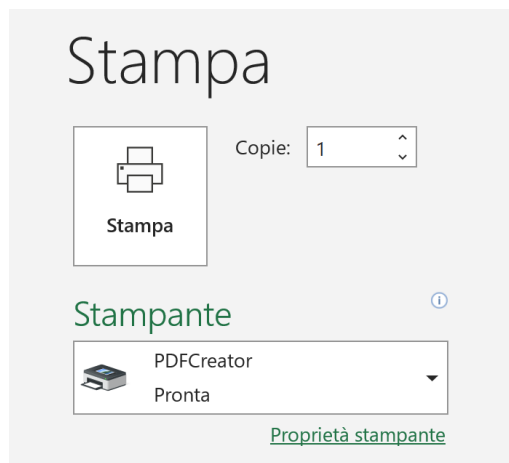 Stampa
Copie: 1
Stampa
Stampante
PDFCreator
Pronta
Proprietà stampante